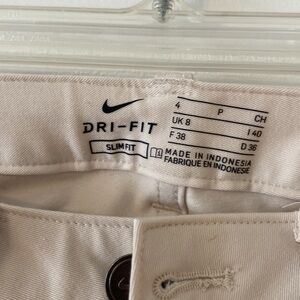 4 P CH
UK 8 I 40
F 38 D 36
DRI-FIT
SLIM FIT
MADE IN INDONESIA
FABRIQUE EN INDONESIE